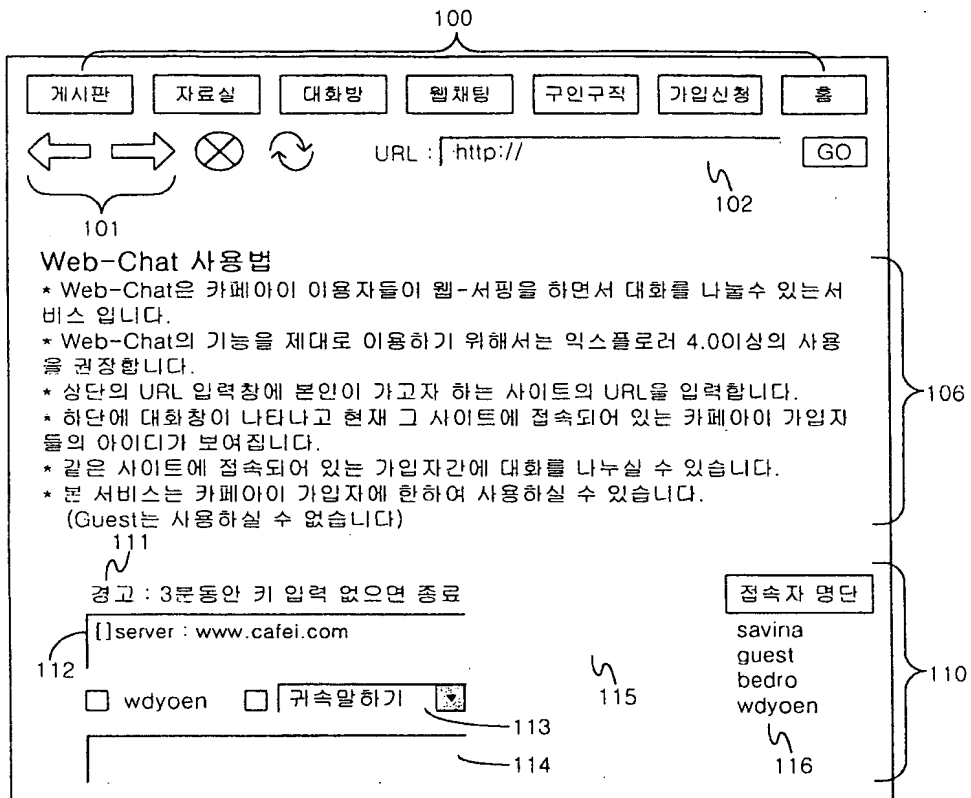 100
게시판 자료실 대화방 웹채팅 구인구직 가입신청 홈
URL : http:// GO
101 102
Web-Chat 사용법
* Web-Chat은 카페아이 이용자들이 웹-서핑을 하면서 대화를 나눌수 있는서
비스 입니다.
* Web-Chat의 기능을 제대로 이용하기 위해서는 익스플로러 4.00이상의 사용
을 권장합니다.
* 상단의 URL 입력창에 본인이 가고자 하는 사이트의 URL을 입력합니다.
* 하단에 대화창이 나타나고 현재 그 사이트에 접속되어 있는 카페아이 가입자
들의 아이디가 보여집니다.
* 같은 사이트에 접속되어 있는 가입자간에 대화를 나누실 수 있습니다.
* 본 서비스는 카페아이 가입자에 한하여 사용하실 수 있습니다.
(Guest는 사용하실 수 없습니다)
106
111
경고 : 3분동안 키 입력 없으면 종료
접속자 명단
[]server : www.cafei.com
savina
guest
bedro
wdyoen
112
wdyoen 귀속말하기
115
110
113
114
116